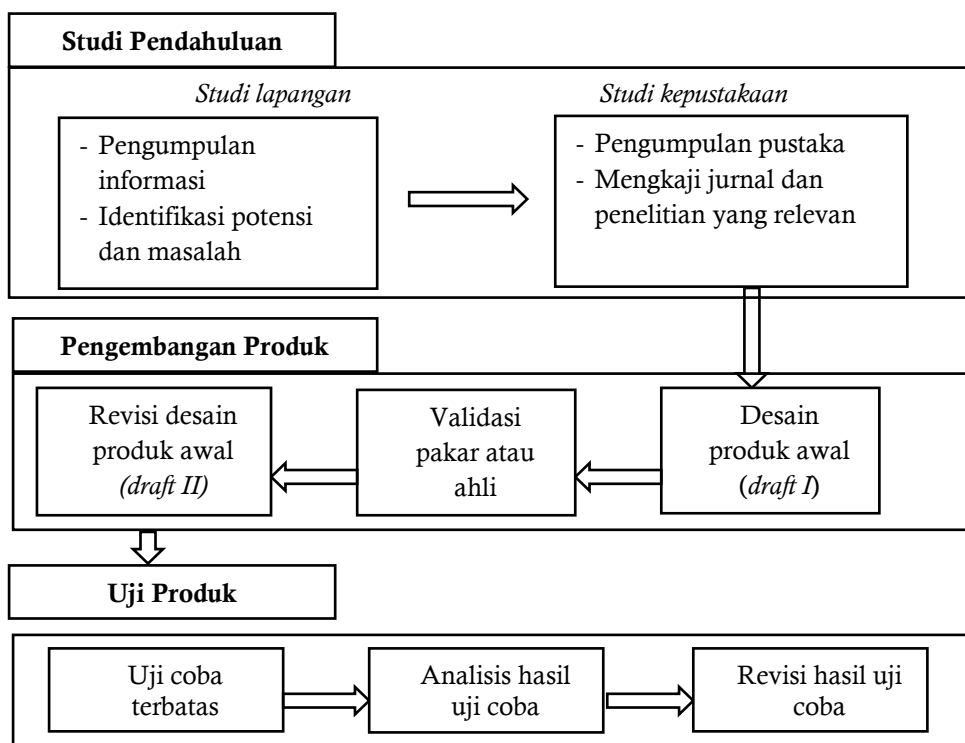 Studi Pendahuluan
Studi lapangan
- Pengumpulan
informasi
- Identifikasi potensi
dan masalah
Studi kepustakaan
- Pengumpulan pustaka
- Mengkaji jurnal dan
penelitian yang relevan
Pengembangan Produk
Revisi desain
produk awal
(draft II)
Validasi
pakar atau
ahli
Desain
produk awal
(draft I)
Uji Produk
Uji coba
terbatas
Analisis hasil
uji coba
Revisi hasil uji
coba